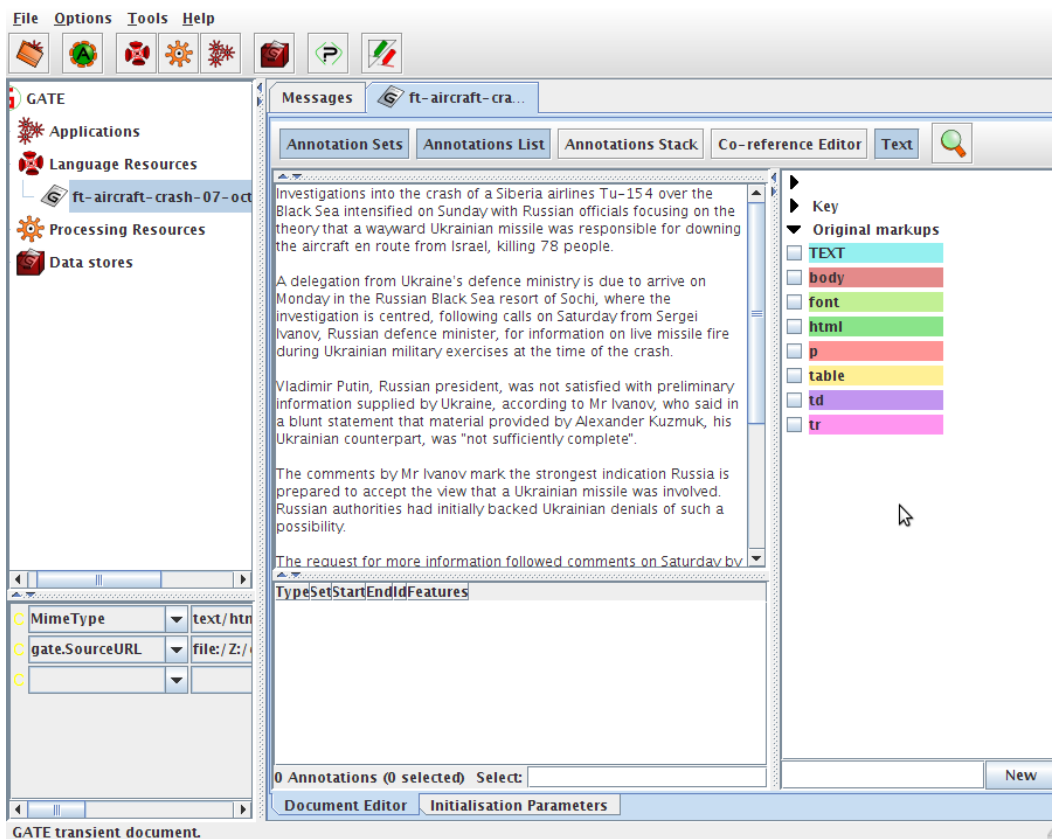 File Options Tools Help
GATE
Applications
Language Resources
ft-aircraft-crash-07-oct
Processing Resources
Data stores
MimeType text/htm
gate.SourceURL file:/Z:/
Messages ft-aircraft-cra...
Annotation Sets Annotations List Annotations Stack Co-reference Editor Text
Investigations into the crash of a Siberia airlines Tu-154 over the
Black Sea intensified on Sunday with Russian officials focusing on the
theory that a wayward Ukrainian missile was responsible for downing
the aircraft en route from Israel, killing 78 people.
A delegation from Ukraine's defence ministry is due to arrive on
Monday in the Russian Black Sea resort of Sochi, where the
investigation is centred, following calls on Saturday from Sergei
Ivanov, Russian defence minister, for information on live missile fire
during Ukrainian military exercises at the time of the crash.
Vladimir Putin, Russian president, was not satisfied with preliminary
information supplied by Ukraine, according to Mr Ivanov, who said in
a blunt statement that material provided by Alexander Kuzmuk, his
Ukrainian counterpart, was "not sufficiently complete".
The comments by Mr Ivanov mark the strongest indication Russia is
prepared to accept the view that a Ukrainian missile was involved.
Russian authorities had initially backed Ukrainian denials of such a
possibility.
The request for more information followed comments on Saturday by
Type Set Start End Id Features
0 Annotations (0 selected) Select:
Document Editor Initialisation Parameters
Key
Original markups
TEXT
body
font
html
p
table
td
tr
New
GATE transient document.